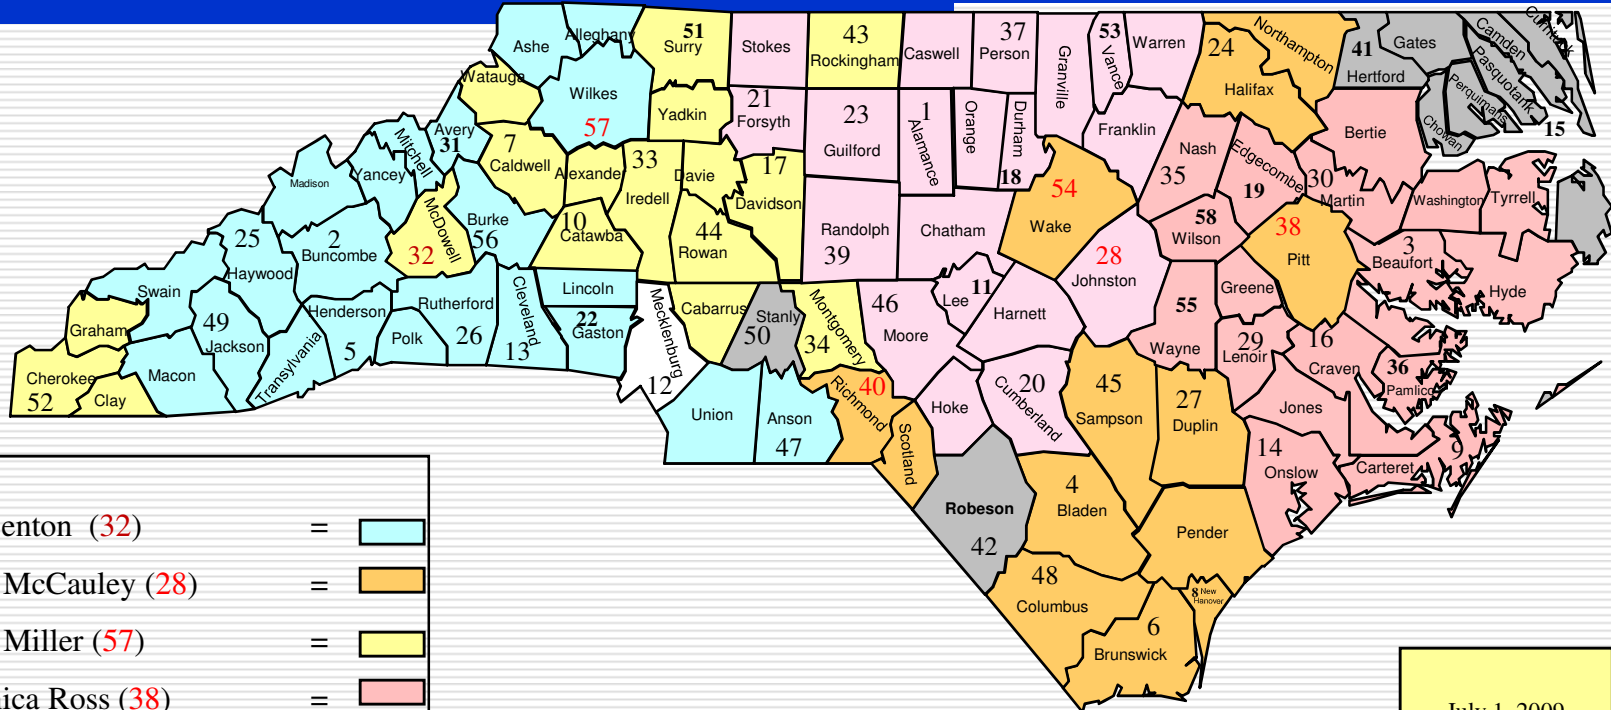 Ashe
Alleghany
51
Surry
Stokes
43
Rockingham
Caswell
37
Person
Granville
53
Vance
Warren
24
Halifax
Northampton
41
Hertford
Gates
Camden
Currituck
Pasquotank
Perquimans
Chowan
15
Watauga
Wilkes
57
Yadkin
21
Forsyth
23
Guilford
1
Alamance
Orange
Durham
18
Franklin
Nash
35
Edgecombe
19
Bertie
30
Martin
Washington
Tyrrell
Avery
31
Mitchell
Yancey
Madison
7
Caldwell
Alexander
33
Iredell
Davie
17
Davidson
McDowell
32
Burke
56
10
Catawba
44
Rowan
Randolph
39
Chatham
54
Wake
58
Wilson
38
Pitt
3
Beaufort
Hyde
25
Haywood
2
Buncombe
28
Johnston
Swain
Graham
49
Jackson
Henderson
5
Transylvania
Rutherford
26
Polk
Cleveland
13
Lincoln
22
Gaston
Mecklenburg
12
Cabarrus
Stanly
50
Montgomery
34
46
Moore
Lee
11
Harnett
55
Wayne
Greene
29
Lenoir
16
Craven
36
Pamlico
Cherokee
52
Clay
Macon
Union
Anson
47
Richmond
40
Scotland
Hoke
20
Cumberland
45
Sampson
27
Duplin
Jones
14
Onslow
Carteret
9
Robeson
42
4
Bladen
Pender
48
Columbus
8 New
Hanover
6
Brunswick
enton (32) =
McCauley (28) =
Miller (57) =
ica Ross (38) =
July 1, 2009